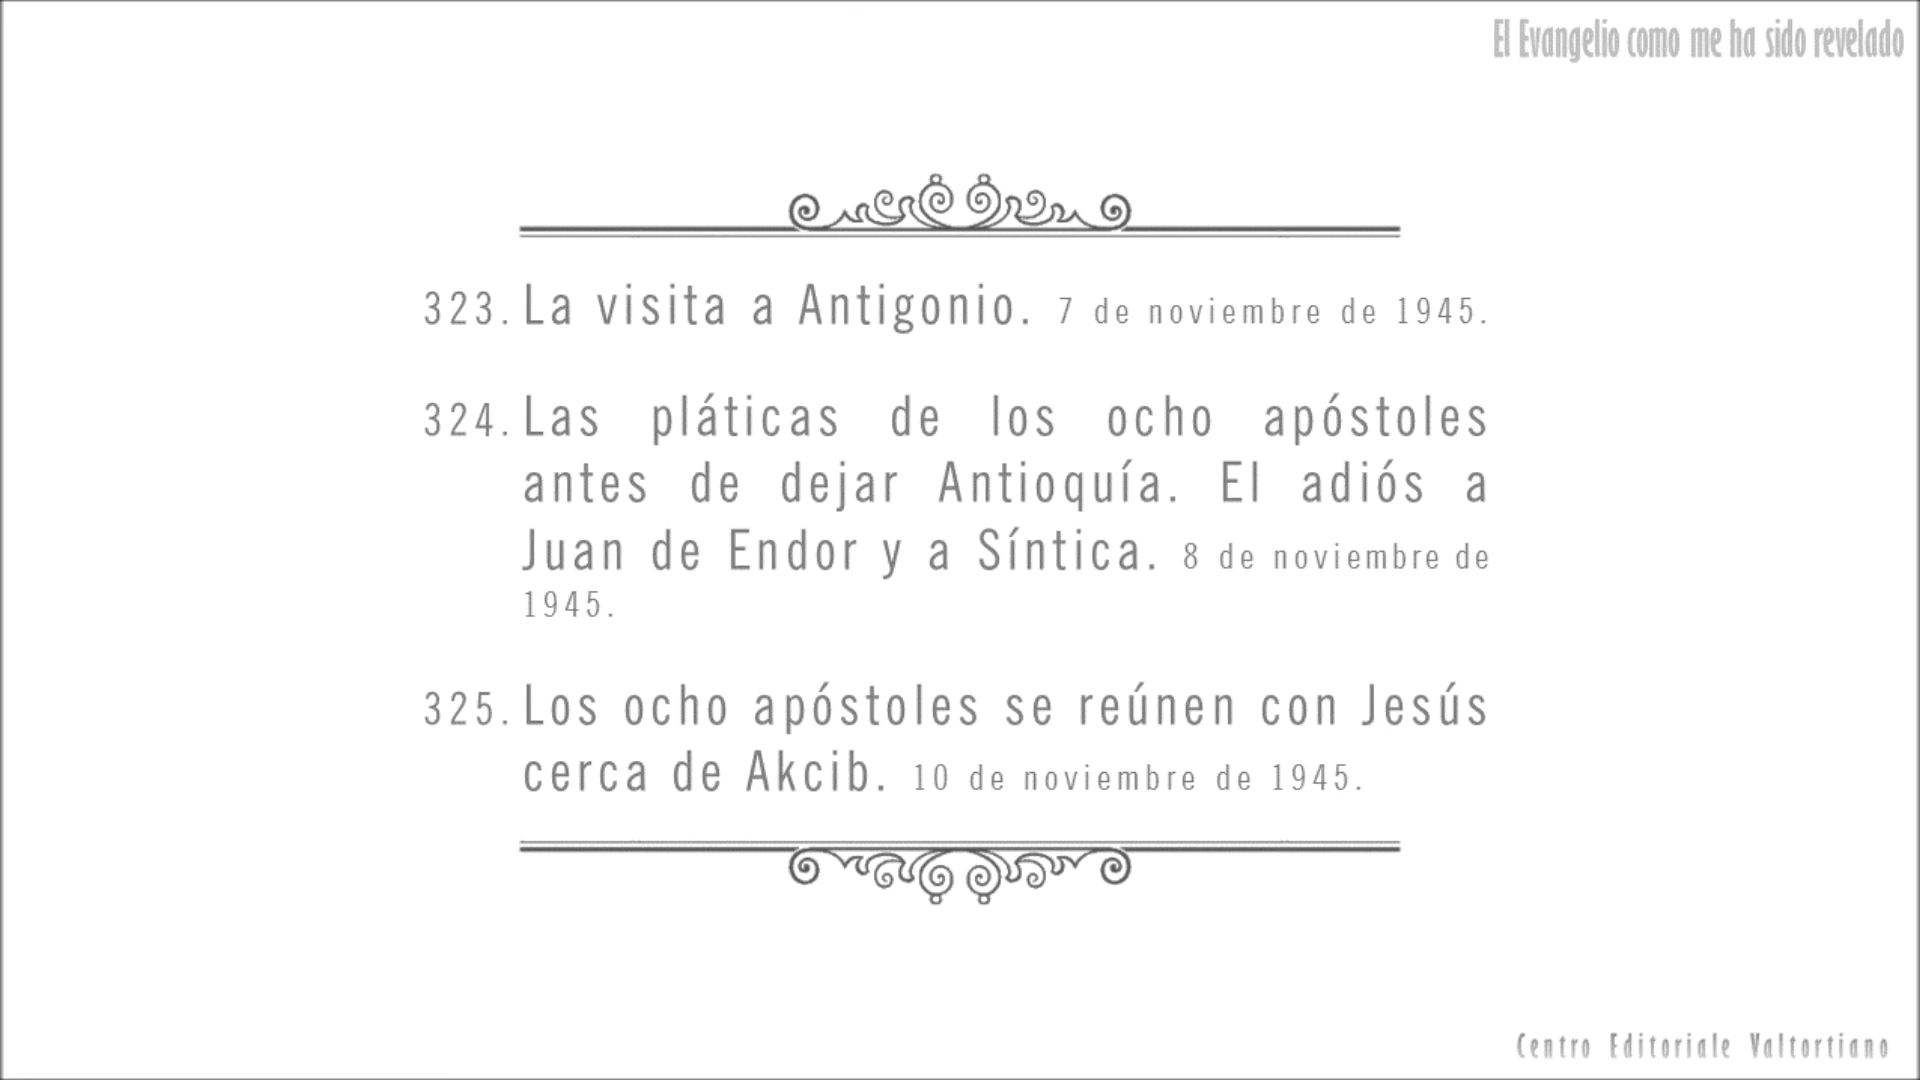 El Evangelio como me ha sido revelado
323. La visita a Antigonio. 7 de noviembre de 1945.
324. Las pláticas de los ocho apóstoles
antes de dejar Antioquía. El adiós a
Juan de Endor y a Síntica. 8 de noviembre de
1945.
325. Los ocho apóstoles se reúnen con Jesús
cerca de Akcib. 10 de noviembre de 1945.
Centro Editoriale Valtortiano